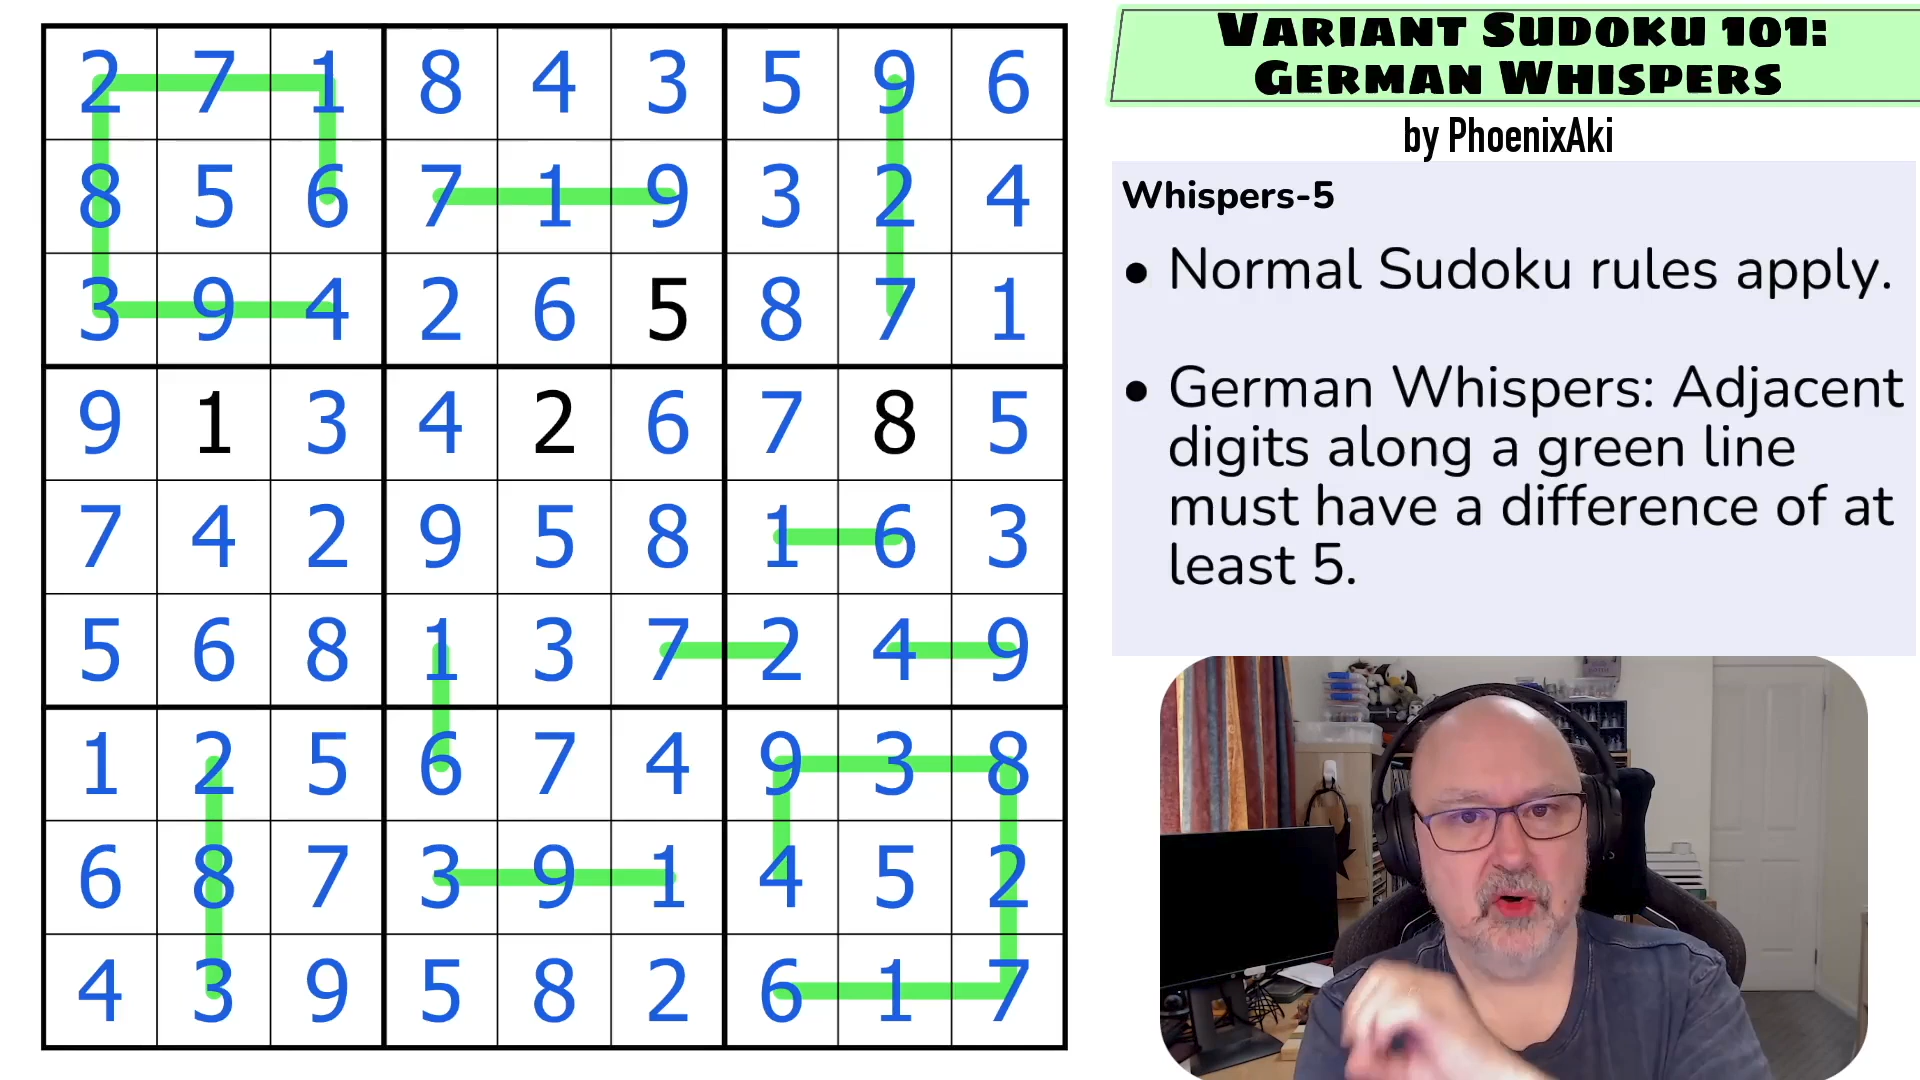 VARIANT SUDOKU 101:
GERMAN WHISPERS
by PhoenixAki
Whispers-5
• Normal Sudoku rules apply.
• German Whispers: Adjacent
digits along a green line
must have a difference of at
least 5.
2 7 1 8 4 3 5 9 6
8 5 6 7 1 9 3 2 4
3 9 4 2 6 5 8 7 1
9 1 3 4 2 6 7 8 5
7 4 2 9 5 8 1 6 3
5 6 8 1 3 7 2 4 9
1 2 5 6 7 4 9 3 8
6 8 7 3 9 1 4 5 2
4 3 9 5 8 2 6 1 7